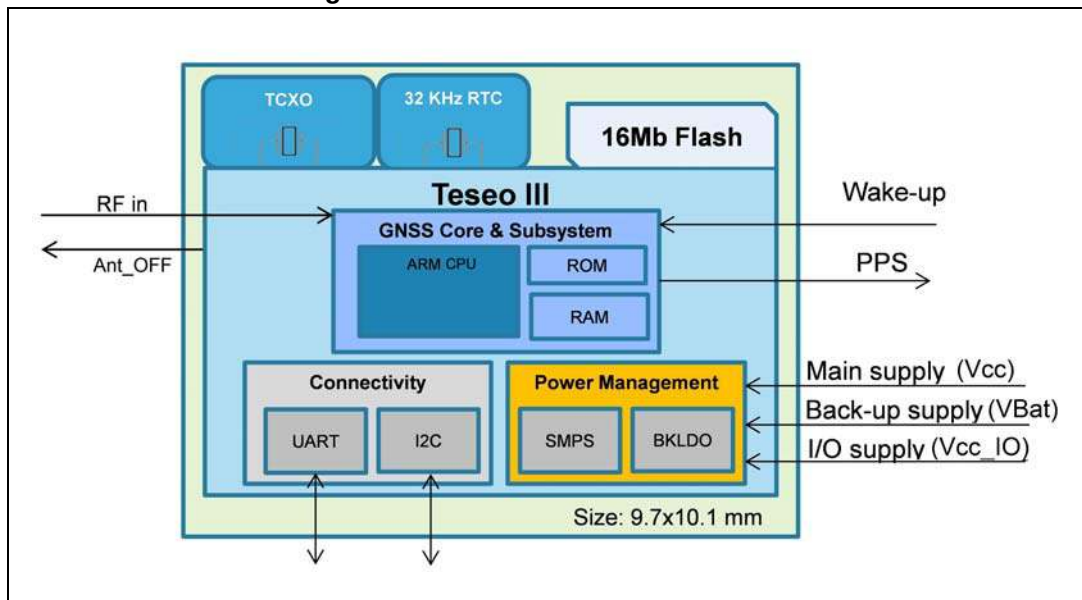 TCXO
32 KHz RTC
16Mb Flash
Teseo III
RF in
Wake-up
GNSS Core & Subsystem
Ant_OFF
ARM CPU
ROM
PPS
RAM
Connectivity
Power Management
Main supply (Vcc)
Back-up supply (VBat)
UART
I2C
SMPS
BKLDO
I/O supply (Vcc_IO)
Size: 9.7x10.1 mm